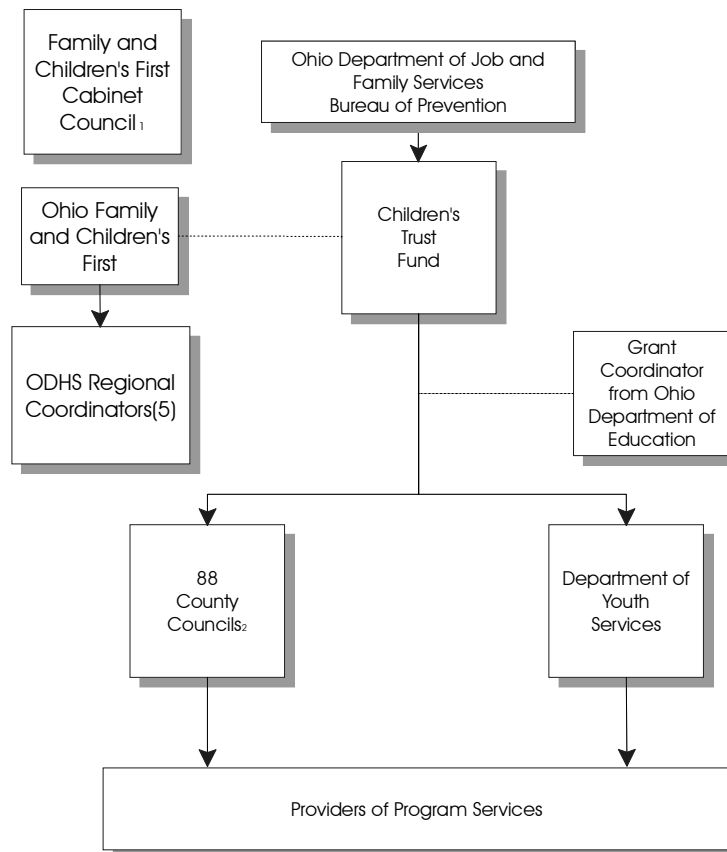 Family and
Children's First
Cabinet
Council1
Ohio Department of Job and
Family Services
Bureau of Prevention
Ohio Family
and Children's
First
Children's
Trust
Fund
ODHS Regional
Coordinators(5)
Grant
Coordinator
from Ohio
Department of
Education
88
County
Councils2
Department of
Youth
Services
Providers of Program Services